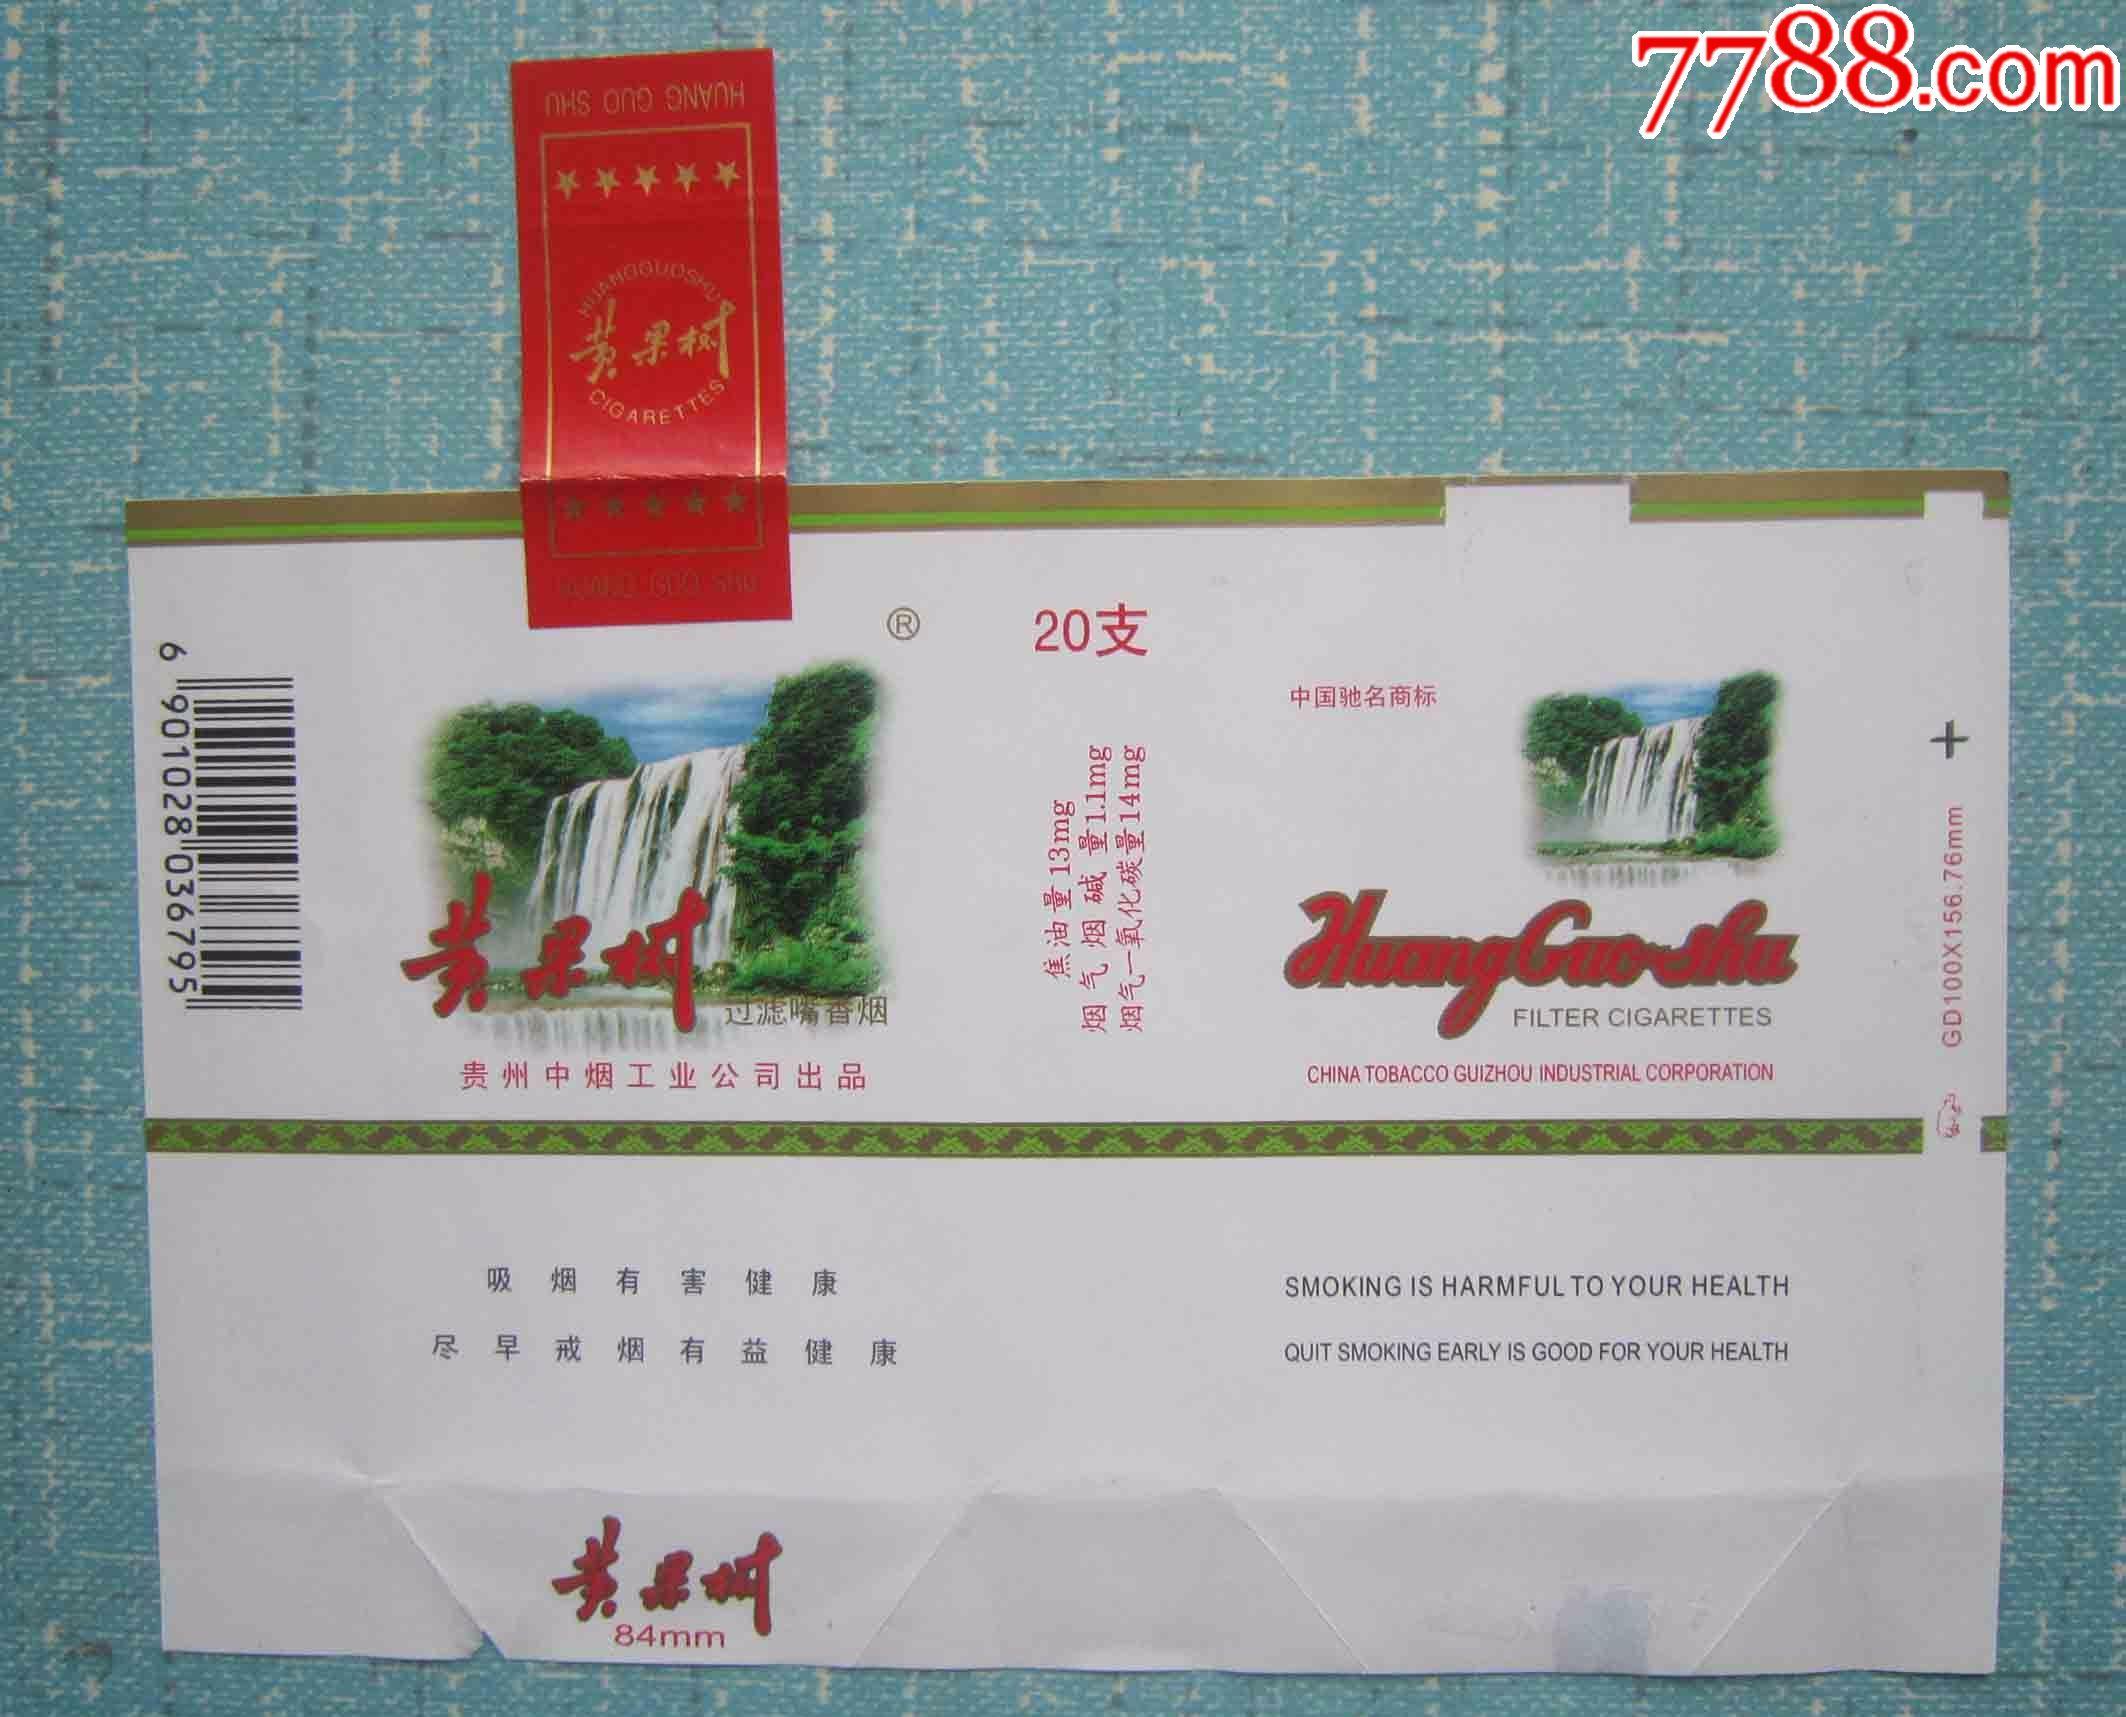 7788.com
HUANG GUO SHU
HUANGGUOSHU
黄果树
CIGARETTES
HUANG GUO SHU
®
20支
中国驰名商标
6 901028 036795
焦油量13mg
烟气烟碱量1.1mg
烟气一氧化碳量14mg
黄果树
过滤嘴香烟
贵州中烟工业公司出品
HuangGuo-shu
FILTER CIGARETTES
CHINA TOBACCO GUIZHOU INDUSTRIAL CORPORATION
GD100X156.76mm
吸烟有害健康
尽早戒烟有益健康
SMOKING IS HARMFUL TO YOUR HEALTH
QUIT SMOKING EARLY IS GOOD FOR YOUR HEALTH
黄果树
84mm